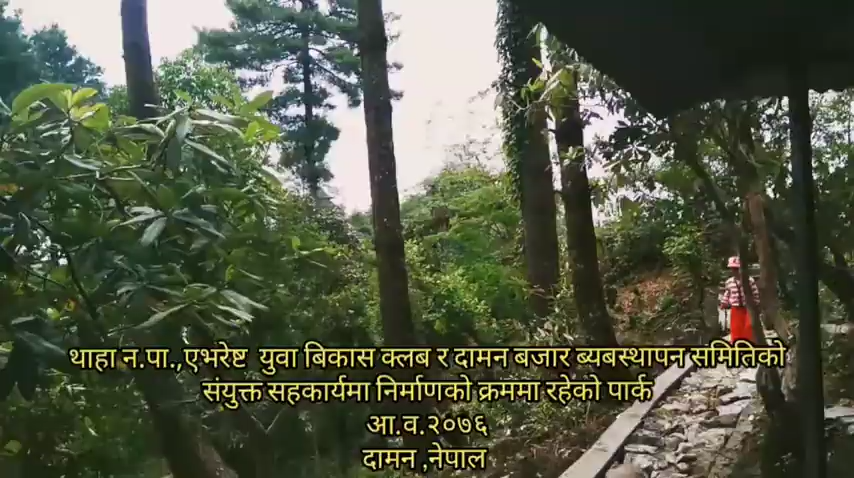 थाहा न.पा.,एभरेष्ट युवा बिकास क्लब र दामन बजार ब्यबस्थापन समितिको
संयुक्त सहकार्यमा निर्माणको क्रममा रहेको पार्क
आ.व.२०७६
दामन ,नेपाल